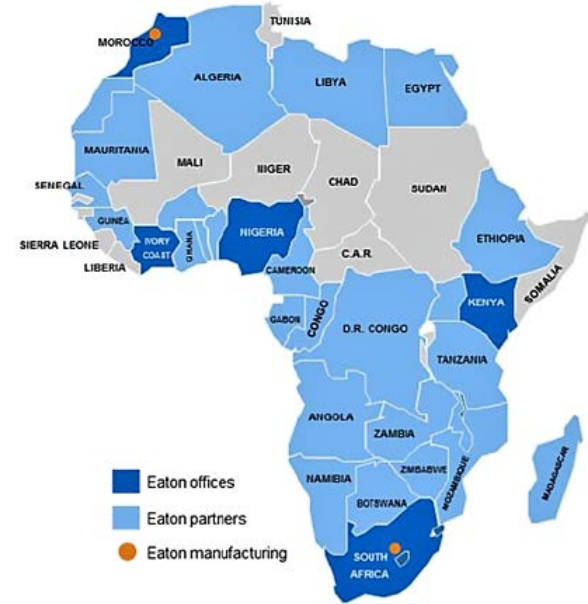 TUNISIA
MOROCCO
ALGERIA
LIBYA
EGYPT
MAURITANIA
MALI
NIGER
CHAD
SUDAN
SENEGAL
GUINEA
SIERRA LEONE
LIBERIA
IVORY
COAST
GHANA
NIGERIA
C.A.R.
CAMEROON
ETHIOPIA
SOMALIA
KENYA
GABON
CONGO
D.R. CONGO
TANZANIA
ANGOLA
ZAMBIA
ZIMBABWE
MOZAMBIQUE
MADAGASCAR
NAMIBIA
BOTSWANA
SOUTH
AFRICA
Eaton offices
Eaton partners
Eaton manufacturing